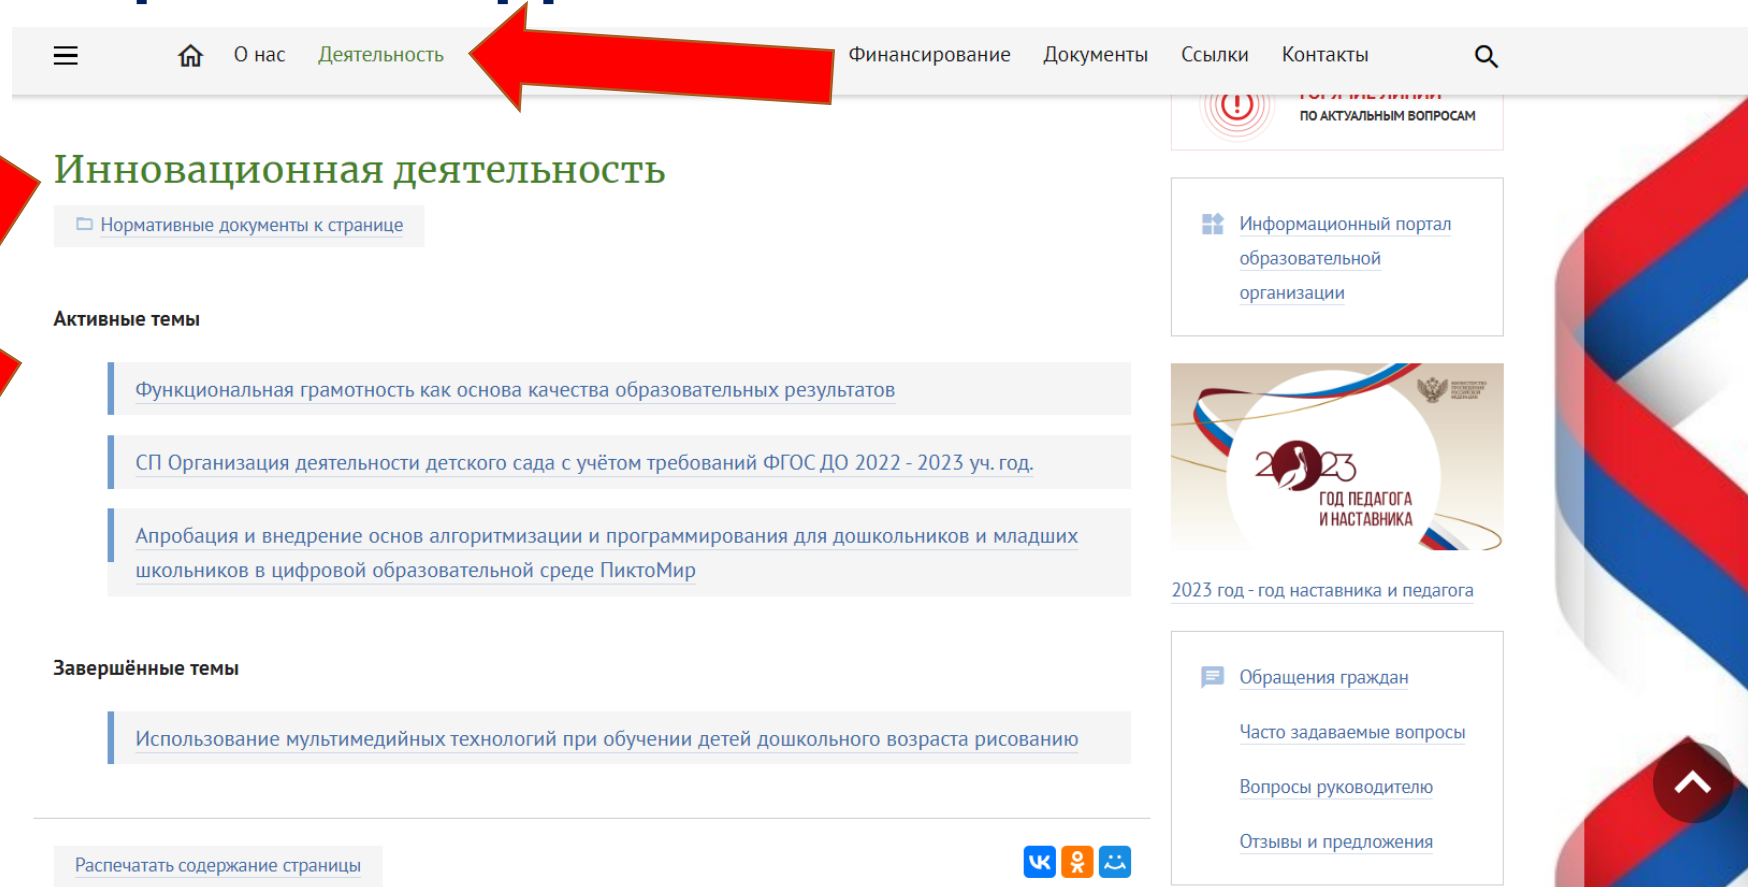 О нас Деятельность Финансирование Документы Ссылки Контакты
ПО АКТУАЛЬНЫМ ВОПРОСАМ
Инновационная деятельность
Нормативные документы к странице
Активные темы
Функциональная грамотность как основа качества образовательных результатов
СП Организация деятельности детского сада с учётом требований ФГОС ДО 2022 - 2023 уч. год.
Апробация и внедрение основ алгоритмизации и программирования для дошкольников и младших
школьников в цифровой образовательной среде ПиктоМир
Завершённые темы
Использование мультимедийных технологий при обучении детей дошкольного возраста рисованию
Распечатать содержание страницы
Информационный портал
образовательной
организации
2023
ГОД ПЕДАГОГА
И НАСТАВНИКА
2023 год - год наставника и педагога
Обращения граждан
Часто задаваемые вопросы
Вопросы руководителю
Отзывы и предложения